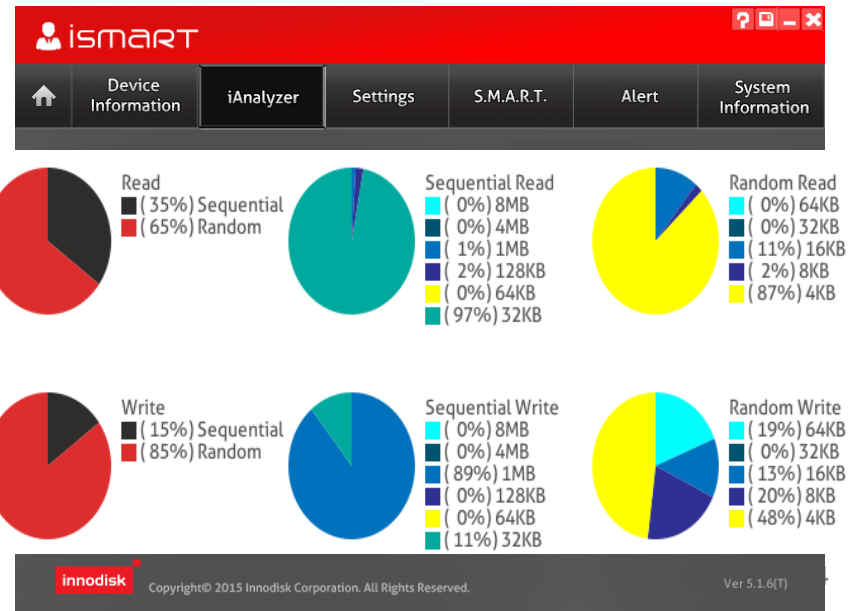 ismart
Device
Information
iAnalyzer
Settings
S.M.A.R.T.
Alert
System
Information
Read
( 35%) Sequential
( 65%) Random
Sequential Read
( 0%) 8MB
( 0%) 4MB
( 1%) 1MB
( 2%) 128KB
( 0%) 64KB
( 97%) 32KB
Random Read
( 0%) 64KB
( 0%) 32KB
( 11%) 16KB
( 2%) 8KB
( 87%) 4KB
Write
( 15%) Sequential
( 85%) Random
Sequential Write
( 0%) 8MB
( 0%) 4MB
( 89%) 1MB
( 0%) 128KB
( 0%) 64KB
( 11%) 32KB
Random Write
( 19%) 64KB
( 0%) 32KB
( 13%) 16KB
( 20%) 8KB
( 48%) 4KB
innodisk
Copyright© 2015 Innodisk Corporation. All Rights Reserved.
Ver 5.1.6(T)